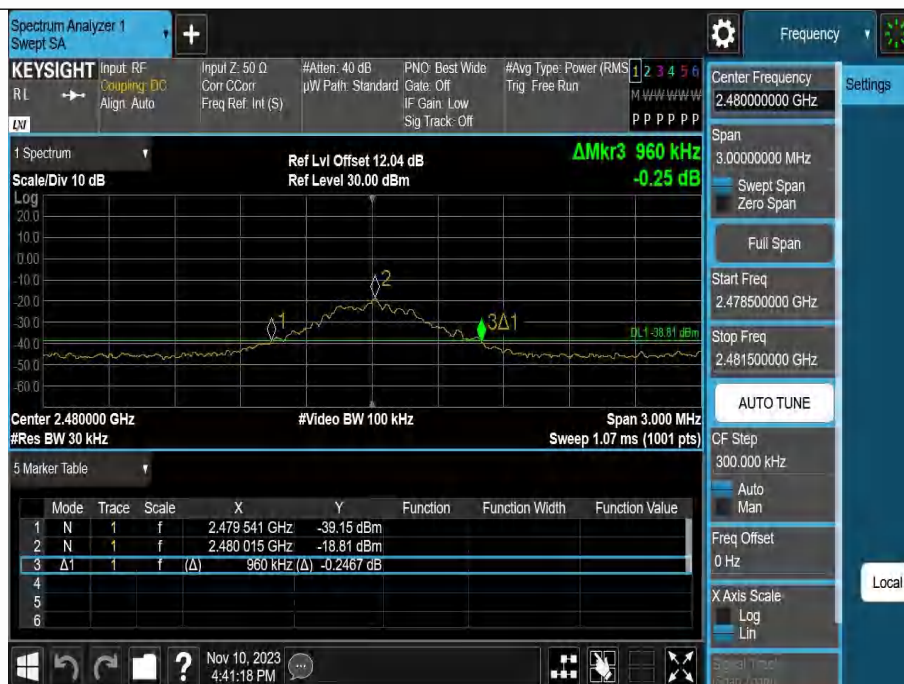 Spectrum Analyzer 1
Swept SA
Frequency
KEYSIGHT
RL
LXI
Input: RF
Coupling: DC
Align: Auto
Input Z: 50 Ω
Corr CCorr
Freq Ref: Int (S)
#Atten: 40 dB
µW Path: Standard
PNO: Best Wide
Gate: Off
IF Gain: Low
Sig Track: Off
#Avg Type: Power (RMS
Trig: Free Run
1 2 3 4 5 6
M W W W W W
P P P P P P
Center Frequency
2.480000000 GHz
Settings
Span
3.00000000 MHz
Swept Span
Zero Span
Full Span
Start Freq
2.478500000 GHz
Stop Freq
2.481500000 GHz
AUTO TUNE
CF Step
300.000 kHz
Auto
Man
Freq Offset
0 Hz
X Axis Scale
Log
Lin
Local
1 Spectrum
Scale/Div 10 dB
Ref Lvl Offset 12.04 dB
Ref Level 30.00 dBm
ΔMkr3 960 kHz
-0.25 dB
Log
20.0
10.0
0.00
-10.0
-20.0
-30.0
-40.0
-50.0
-60.0
1
2
3Δ1
DL1 -38.81 dBm
Center 2.480000 GHz
#Video BW 100 kHz
Span 3.000 MHz
#Res BW 30 kHz
Sweep 1.07 ms (1001 pts)
5 Marker Table
Mode Trace Scale X Y Function Function Width Function Value
1 N 1 f 2.479 541 GHz -39.15 dBm
2 N 1 f 2.480 015 GHz -18.81 dBm
3 Δ1 1 f (Δ) 960 kHz (Δ) -0.2467 dB
4
5
6
?
Nov 10, 2023
4:41:18 PM